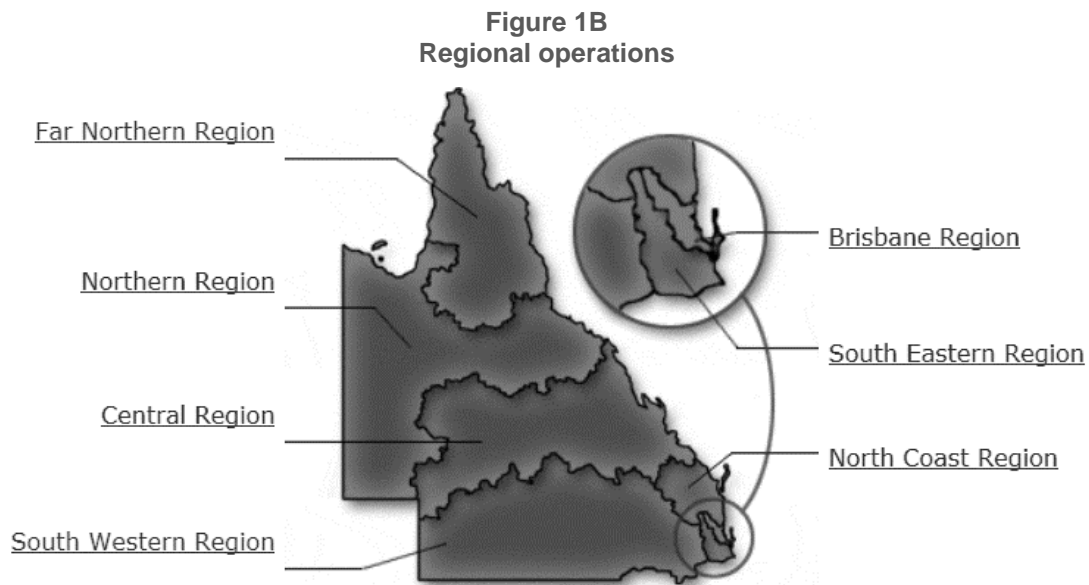 Figure 1B
Regional operations
Far Northern Region
Northern Region
Central Region
South Western Region
Brisbane Region
South Eastern Region
North Coast Region